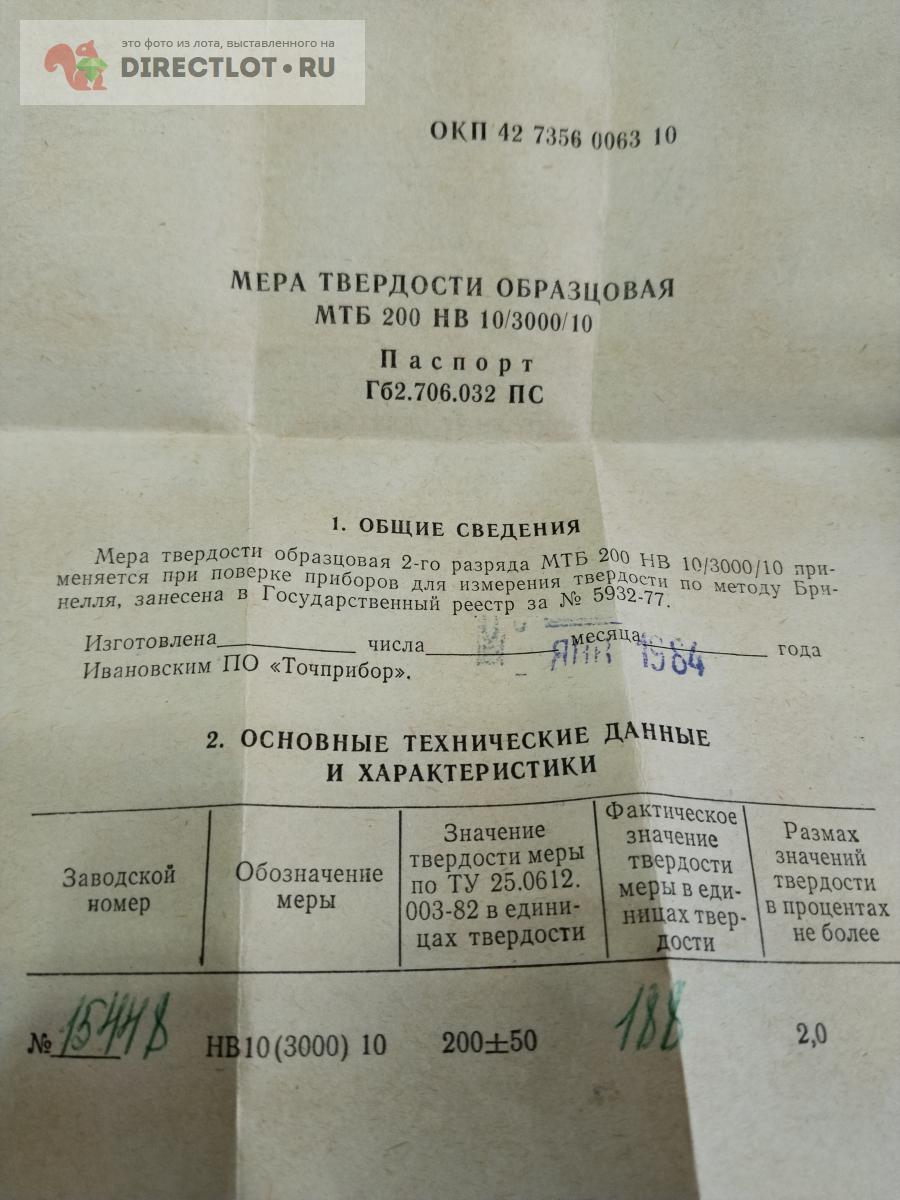 это фото из лота, выставленного на
DIRECTLOT.RU
ОКП 42 7356 0063 10
МЕРА ТВЕРДОСТИ ОБРАЗЦОВАЯ
МТБ 200 НВ 10/3000/10
Паспорт
Гб2.706.032 ПС
1. ОБЩИЕ СВЕДЕНИЯ
Мера твердости образцовая 2-го разряда МТБ 200 НВ 10/3000/10 при-
меняется при поверке приборов для измерения твердости по методу Бри-
нелля, занесена в Государственный реестр за № 5932-77.
Изготовлена числа месяца года
ЯНВ 1984
Ивановским ПО «Точприбор».
2. ОСНОВНЫЕ ТЕХНИЧЕСКИЕ ДАННЫЕ
И ХАРАКТЕРИСТИКИ
Заводской
номер
Обозначение
меры
Значение
твердости меры
по ТУ 25.0612.
003-82 в едини-
цах твердости
Фактическое
значение
твердости
меры в еди-
ницах твер-
дости
Размах
значений
твердости
в процентах
не более
№ 15448 НВ10(3000) 10 200±50 188 2,0